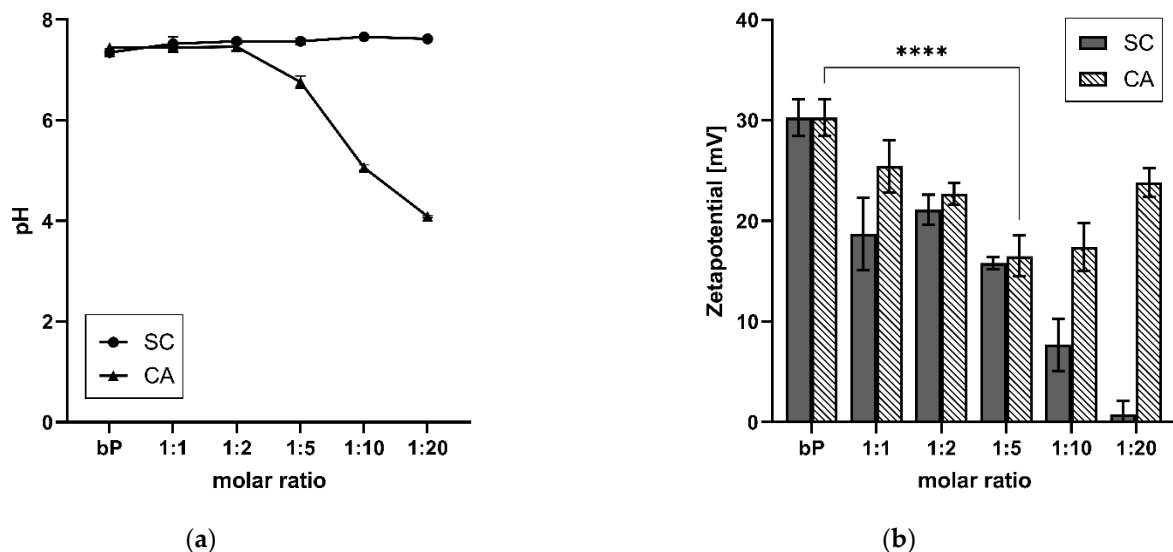 8
6
4
2
0
pH
SC
CA
bP 1:1 1:2 1:5 1:10 1:20
molar ratio
(a)
40
30
20
10
0
Zetapotential [mV]
****
SC
CA
bP 1:1 1:2 1:5 1:10 1:20
molar ratio
(b)